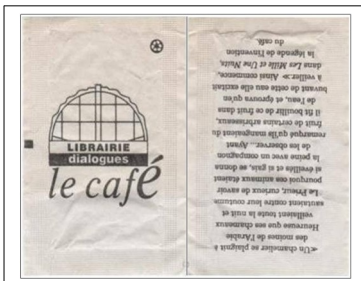 LIBRAIRIE
dialogues
le café
≪ Un chamelier se plaignit à
des moines de l'Arabie
Heureuse que ses chameaux
veillaient toute la nuit et
sautaient contre leur coutume.
Le Prieur, curieux de savoir
pourquoi ces animaux étaient
si éveillés et si gais, se donna
la peine avec un compagnon
de les observer... Ayant
remarqué qu'ils mangeaient du
fruit de certains arbrisseaux,
il fit bouillir de ce fruit dans
de l'eau, et éprouva qu'en
buvant de cette eau elle excitait
à veiller ≫. Ainsi commence,
dans Les Mille et Une Nuits,
la légende de l'invention
du café.